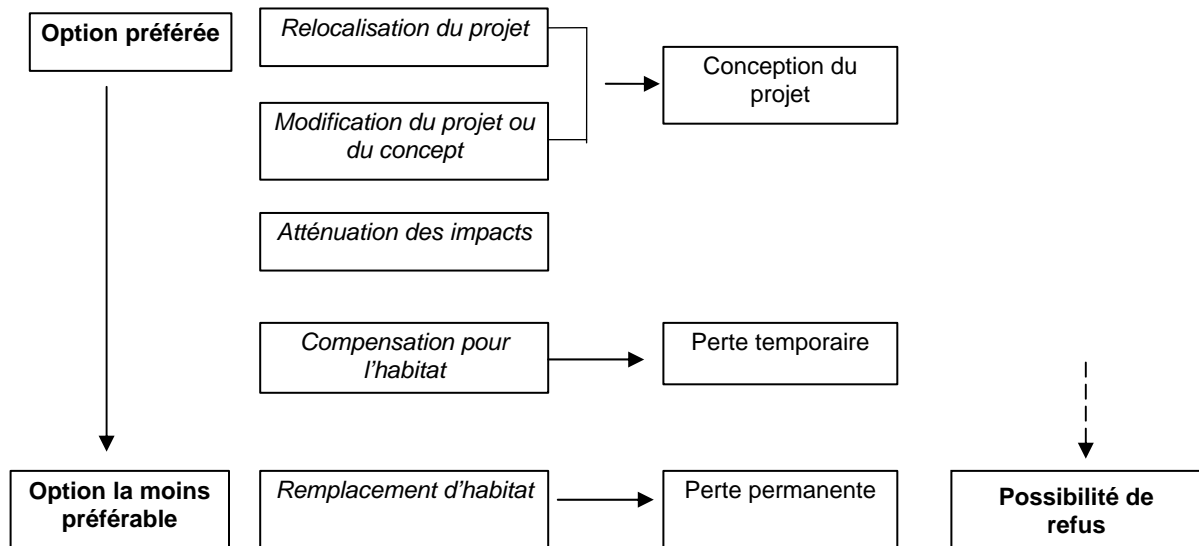 Option préférée
Relocalisation du projet
Conception du
projet
Modification du projet ou
du concept
Atténuation des impacts
Compensation pour
l'habitat
Perte temporaire
Option la moins
préférable
Remplacement d'habitat
Perte permanente
Possibilité de
refus